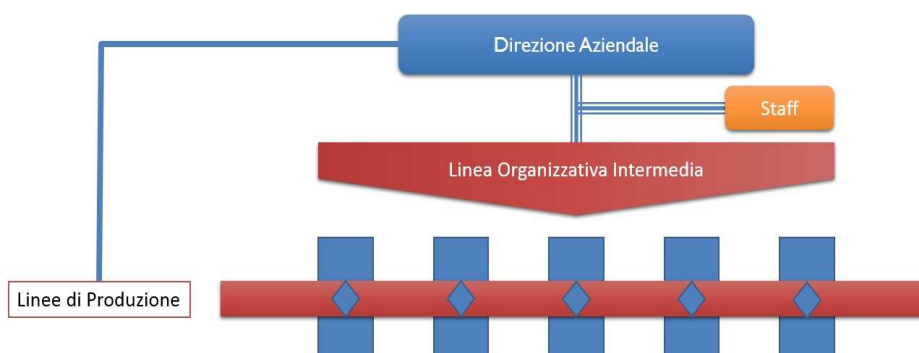 Direzione Aziendale
Staff
Linea Organizzativa Intermedia
Linee di Produzione